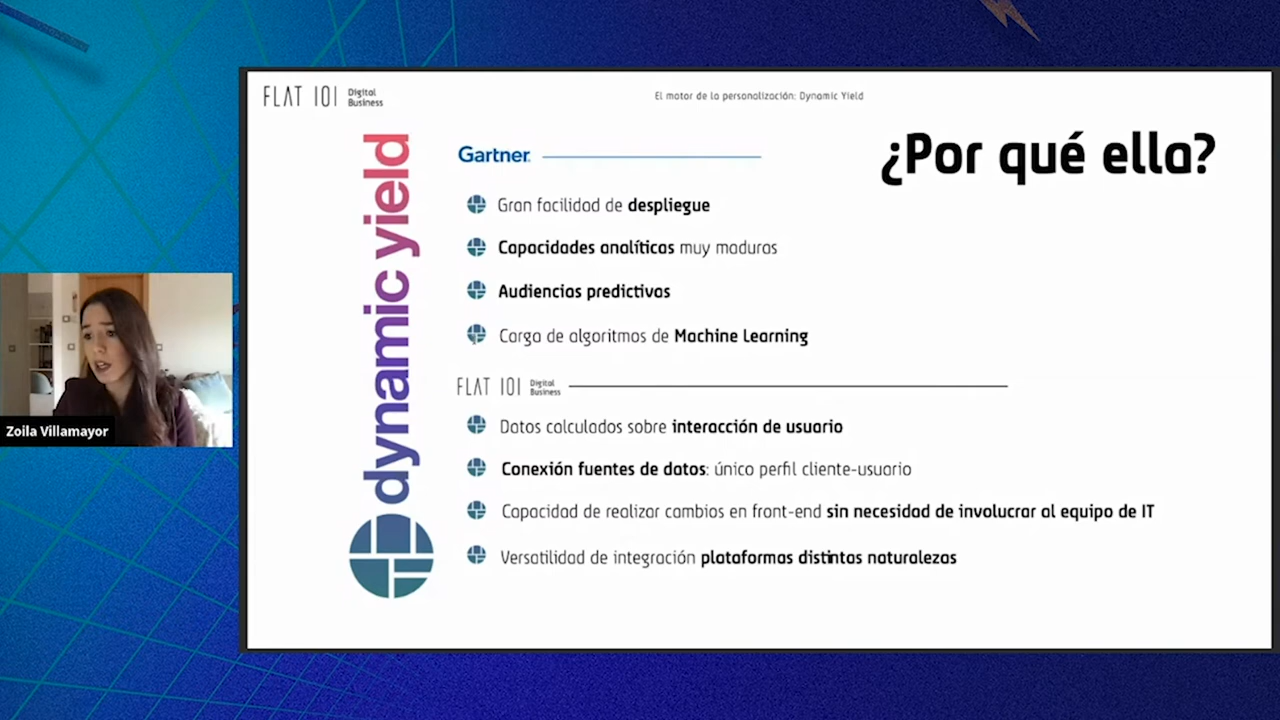 FLAT 101 Digital Business
El motor de la personalización: Dynamic Yield
¿Por qué ella?
dynamic yield
Gartner
Gran facilidad de despliegue
Capacidades analíticas muy maduras
Audiencias predictivas
Carga de algoritmos de Machine Learning
FLAT 101 Digital Business
Datos calculados sobre interacción de usuario
Conexión fuentes de datos: único perfil cliente-usuario
Capacidad de realizar cambios en front-end sin necesidad de involucrar al equipo de IT
Versatilidad de integración plataformas distintas naturalezas
Zoila Villamayor